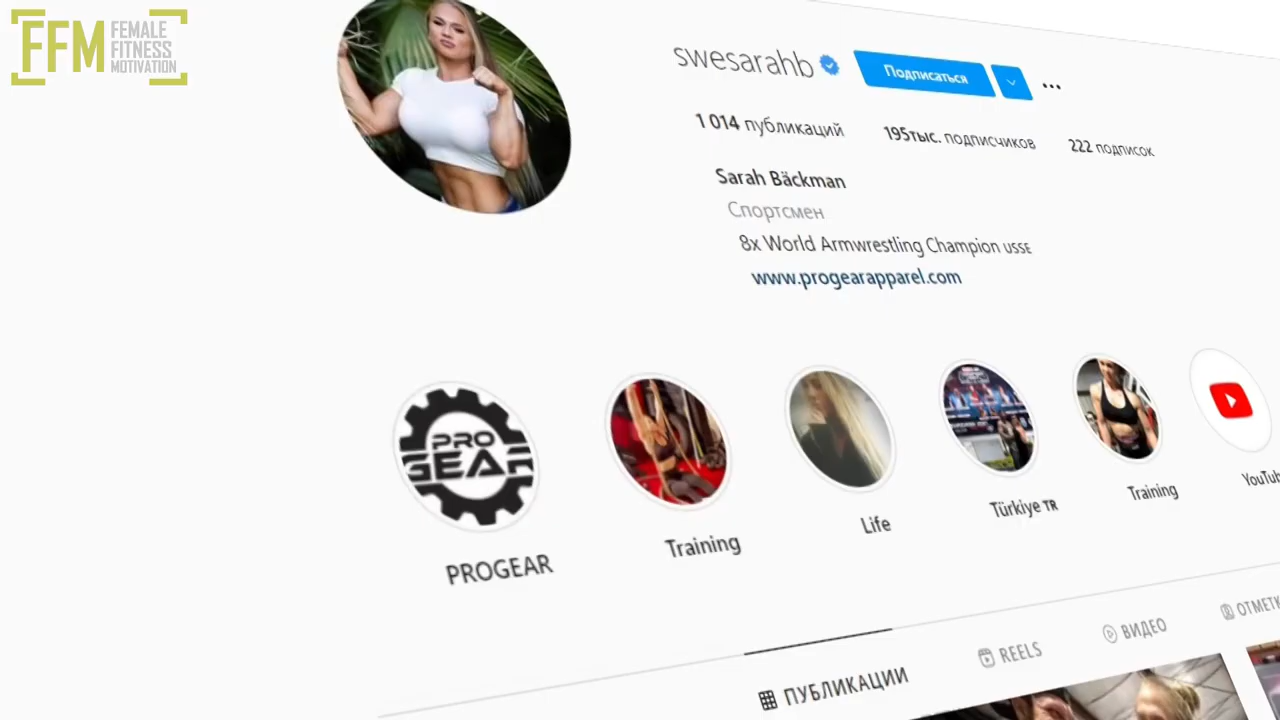 FFM FEMALE
FITNESS
MOTIVATION
swesarahb Подписаться
1 014 публикаций 195тыс. подписчиков 222 подписок
Sarah Bäckman
Спортсмен
8x World Armwrestling Champion USSE
www.progearapparel.com
PRO
GEAR
PROGEAR Training Life Türkiye TR Training
ПУБЛИКАЦИИ REELS ВИДЕО